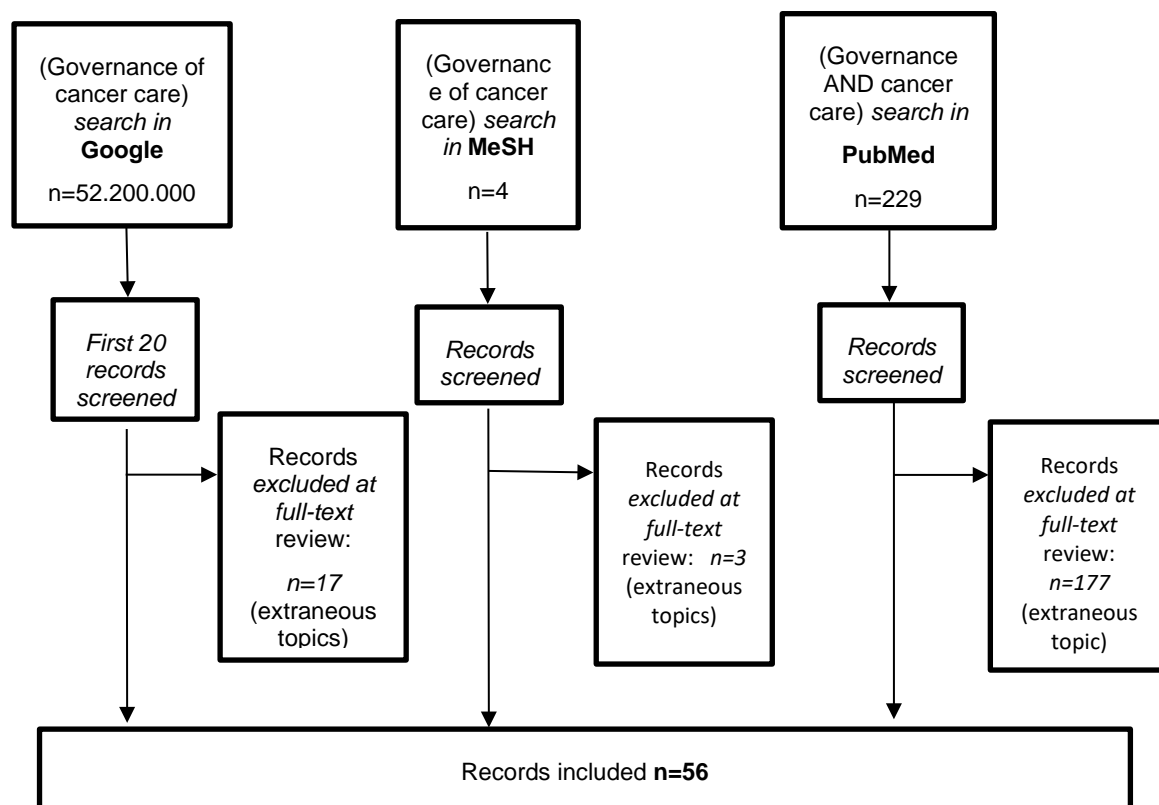 (Governance of
cancer care)
search in
Google
n=52.200.000
(Governanc
e of cancer
care) search
in MeSH
n=4
(Governance
AND cancer
care) search in
PubMed
n=229
First 20
records
screened
Records
screened
Records
screened
Records
excluded at
full-text
review:
n=17
(extraneous
topics)
Records
excluded at
full-text
review: n=3
(extraneous
topics)
Records
excluded at
full-text
review:
n=177
(extraneous
topic)
Records included n=56